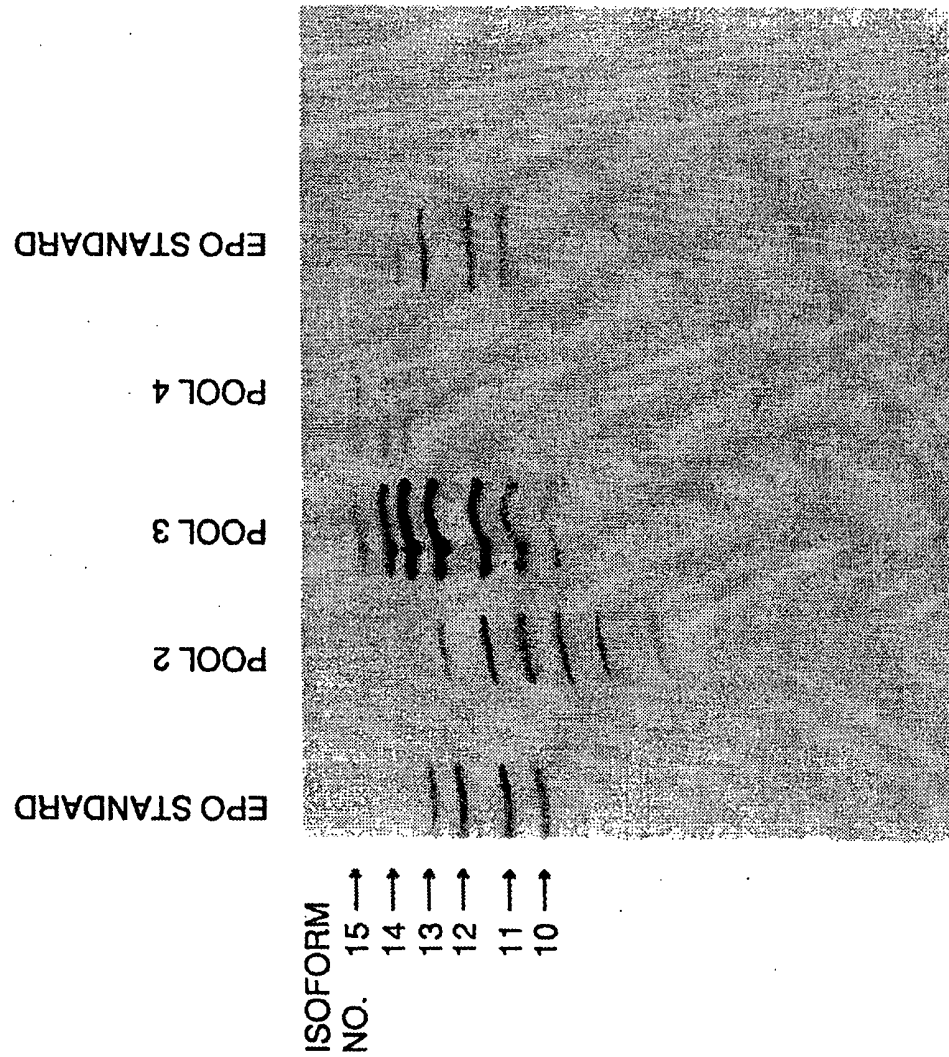 EPO STANDARD
POOL 4
POOL 3
POOL 2
EPO STANDARD
ISOFORM
NO.
15
14
13
12
11
10